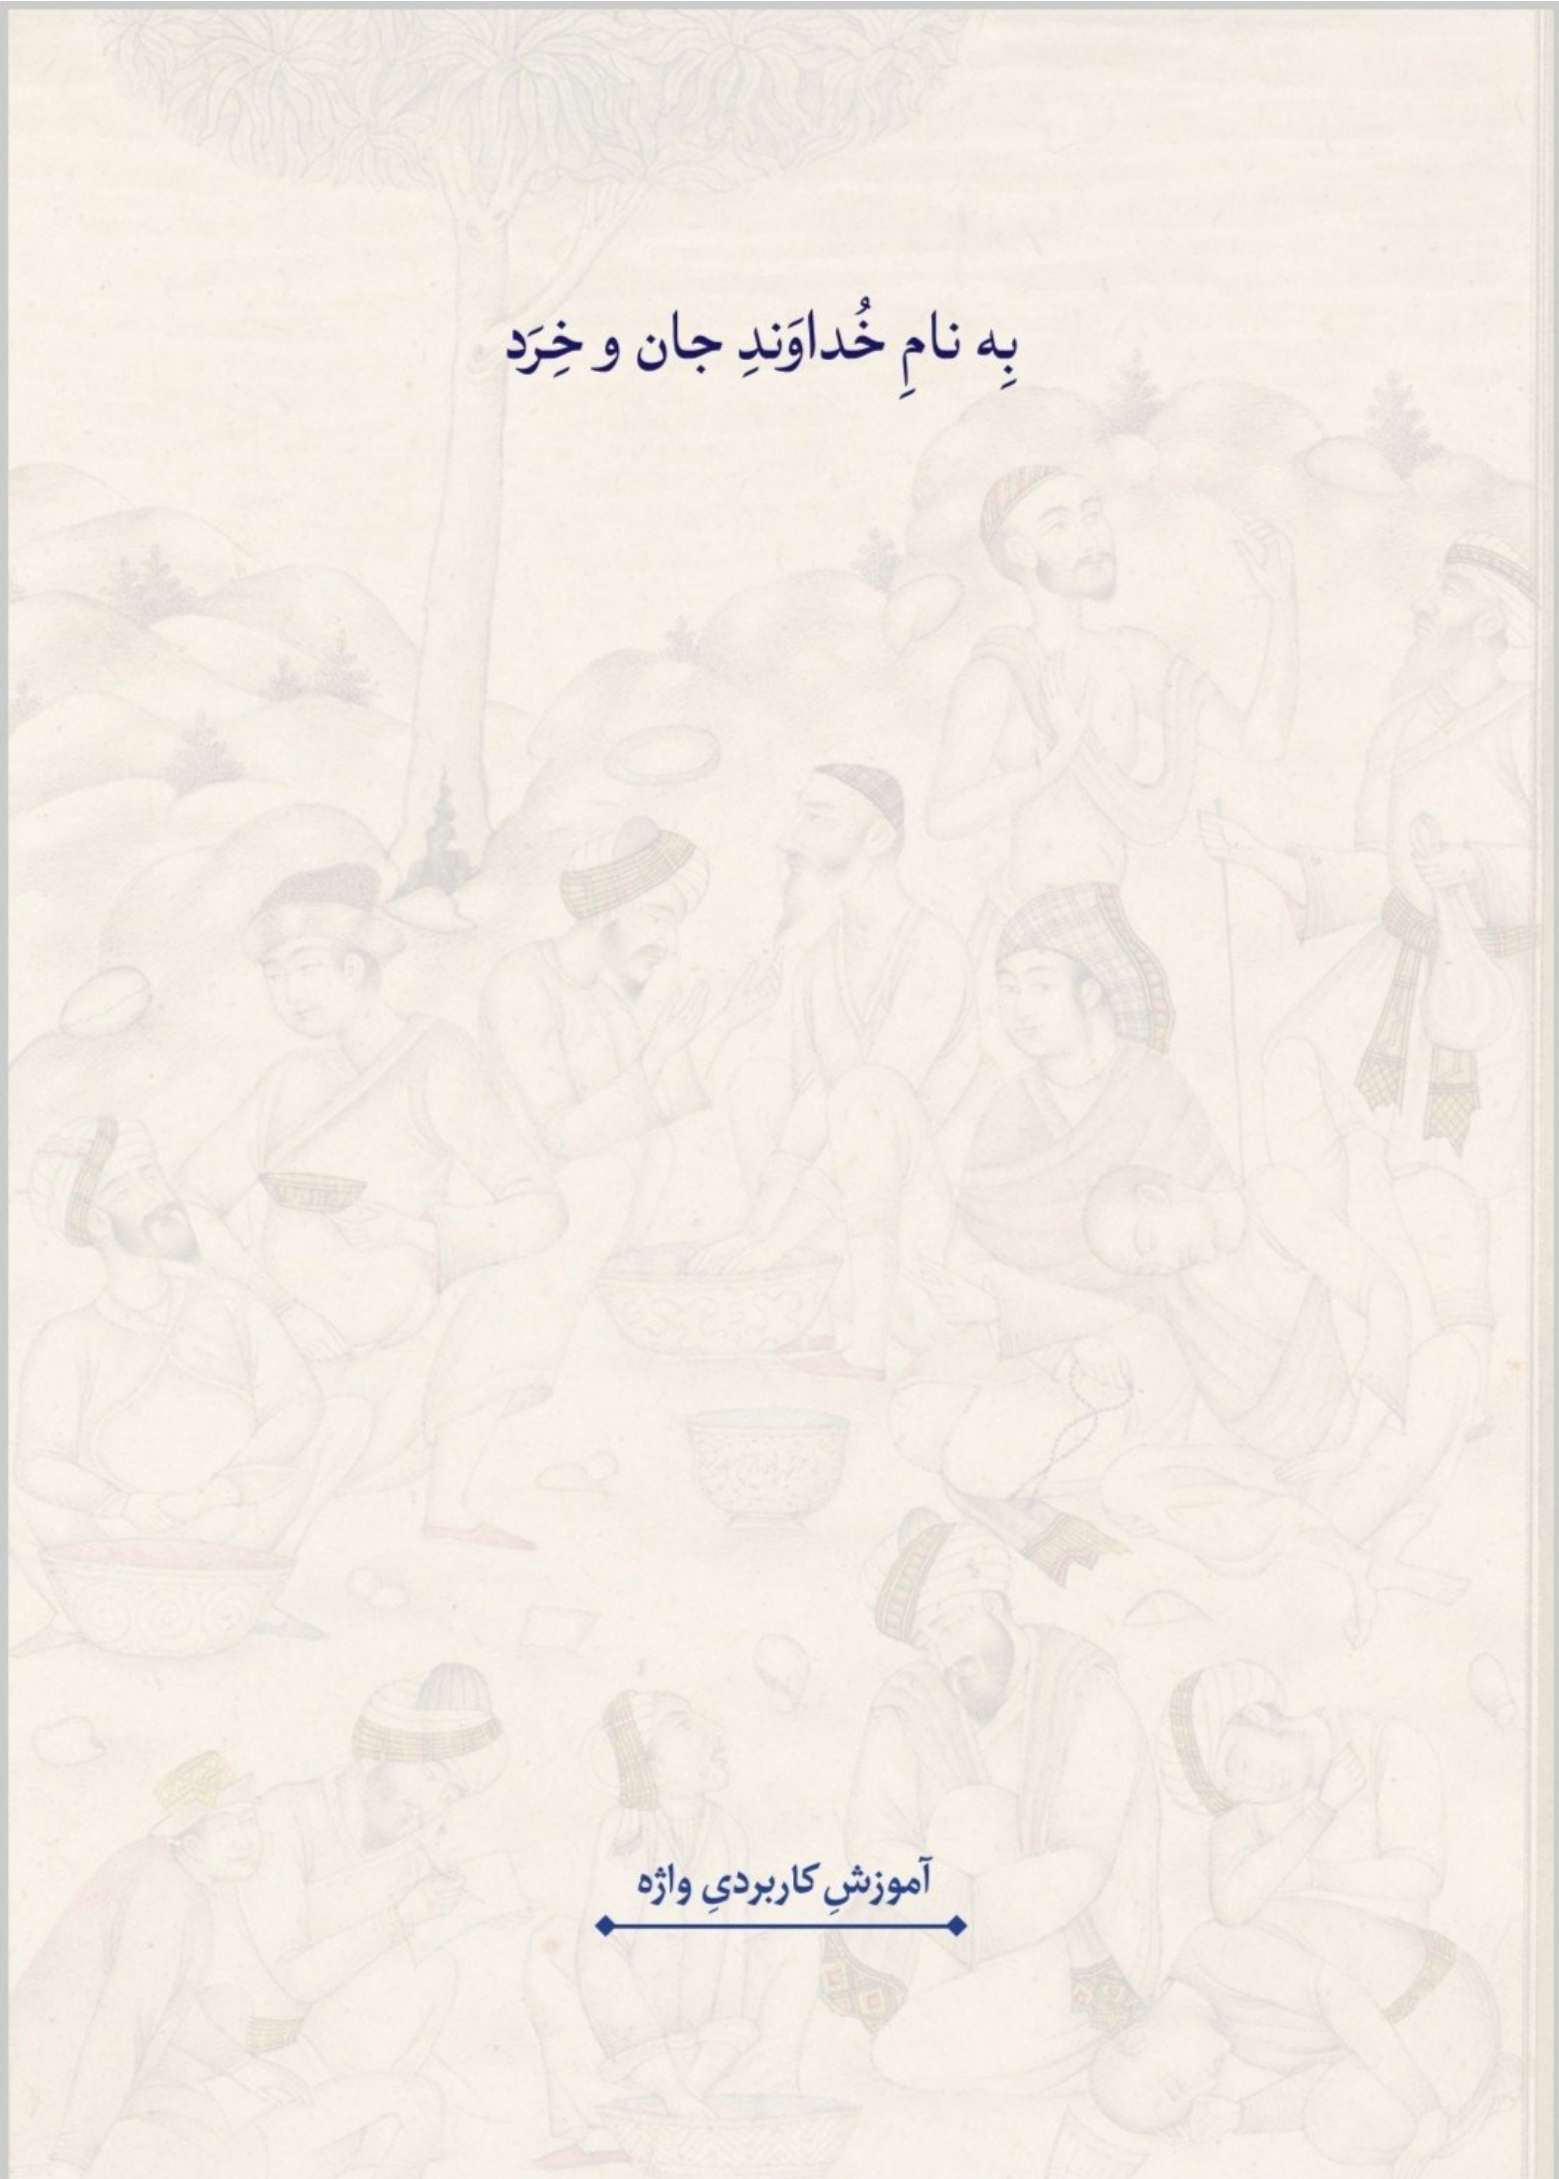 بِه نامِ خُداوَندِ جان و خِرَد
آموزشِ کاربردیِ واژه